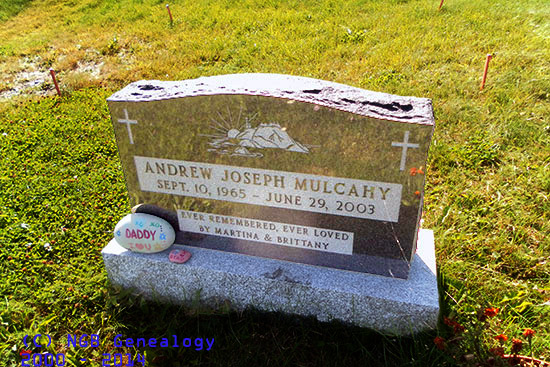 ANDREW JOSEPH MULCAHY
SEPT. 10, 1965 - JUNE 29, 2003
EVER REMEMBERED, EVER LOVED
BY MARTINA & BRITTANY
DADDY
(C) NGB Genealogy
2000 - 2014